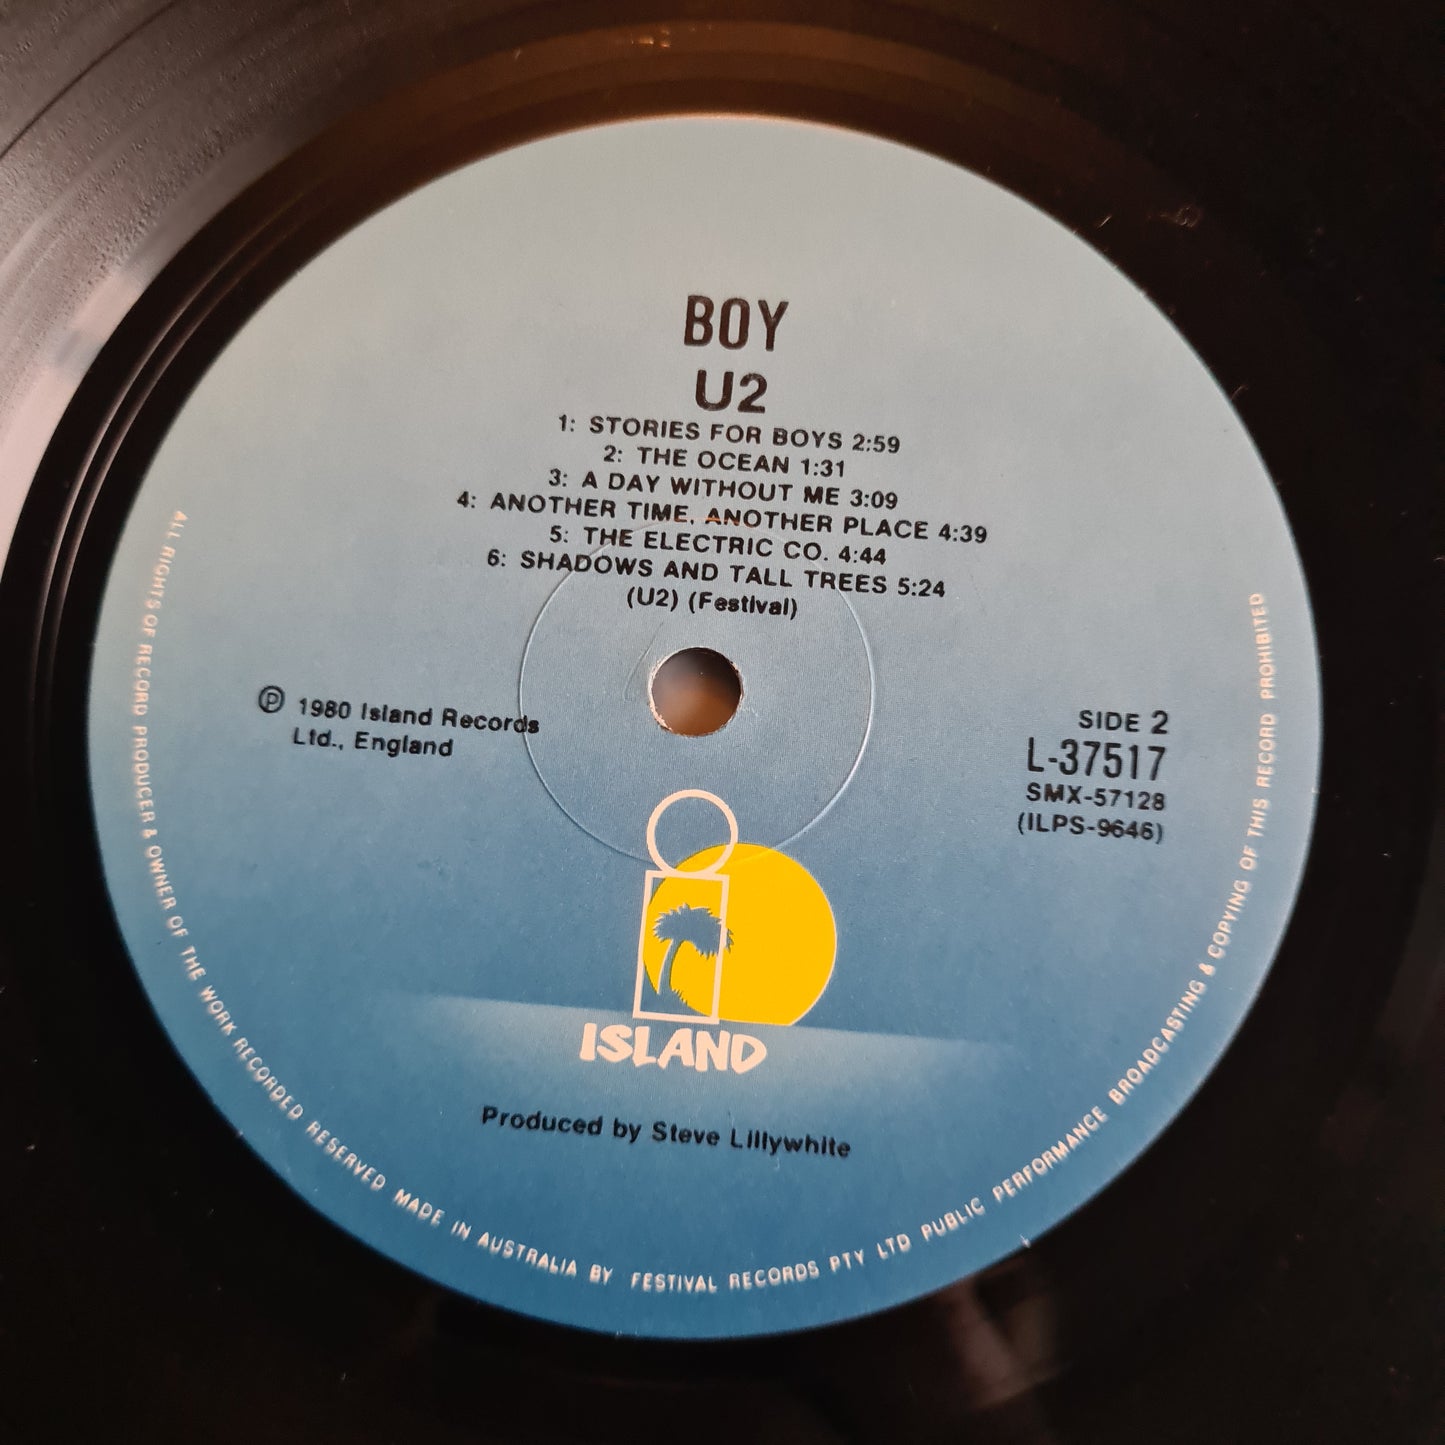 BOY
U2
1: STORIES FOR BOYS 2:59
2: THE OCEAN 1:31
3: A DAY WITHOUT ME 3:09
4: ANOTHER TIME, ANOTHER PLACE 4:39
5: THE ELECTRIC CO. 4:44
6: SHADOWS AND TALL TREES 5:24
(U2) (Festival)
Ⓟ 1980 Island Records
Ltd., England
SIDE 2
L-37517
SMX-57128
(ILPS-9646)
ISLAND
Produced by Steve Lillywhite
ALL RIGHTS OF RECORD PRODUCER & OWNER OF THE WORK RECORDED RESERVED MADE IN AUSTRALIA BY FESTIVAL RECORDS PTY LTD PUBLIC PERFORMANCE BROADCASTING & COPYING OF THIS RECORD PROHIBITED